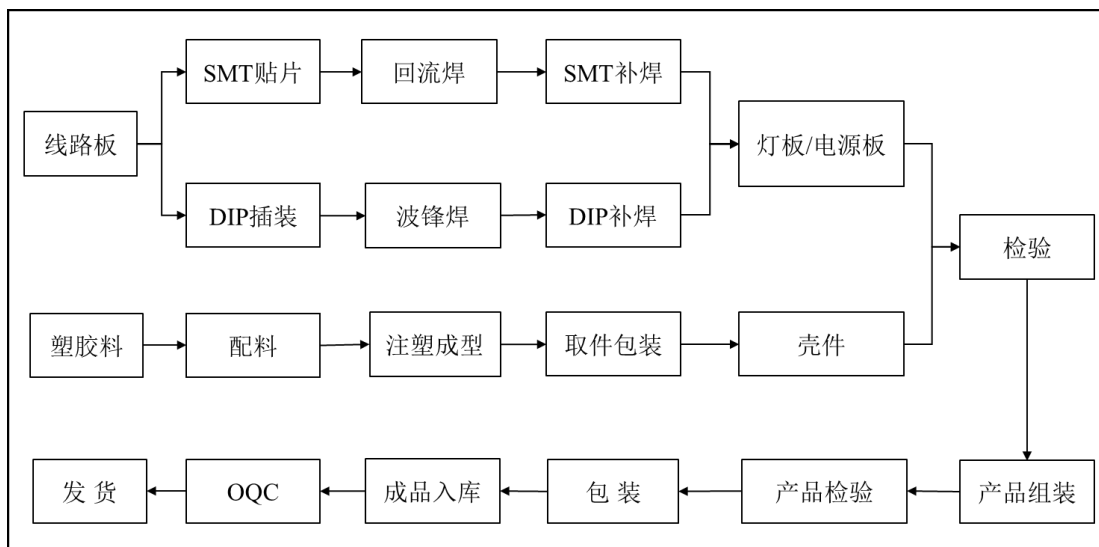 SMT贴片
回流焊
SMT补焊
线路板
灯板/电源板
DIP插装
波锋焊
DIP补焊
检验
塑胶料
配料
注塑成型
取件包装
壳件
发 货
OQC
成品入库
包 装
产品检验
产品组装